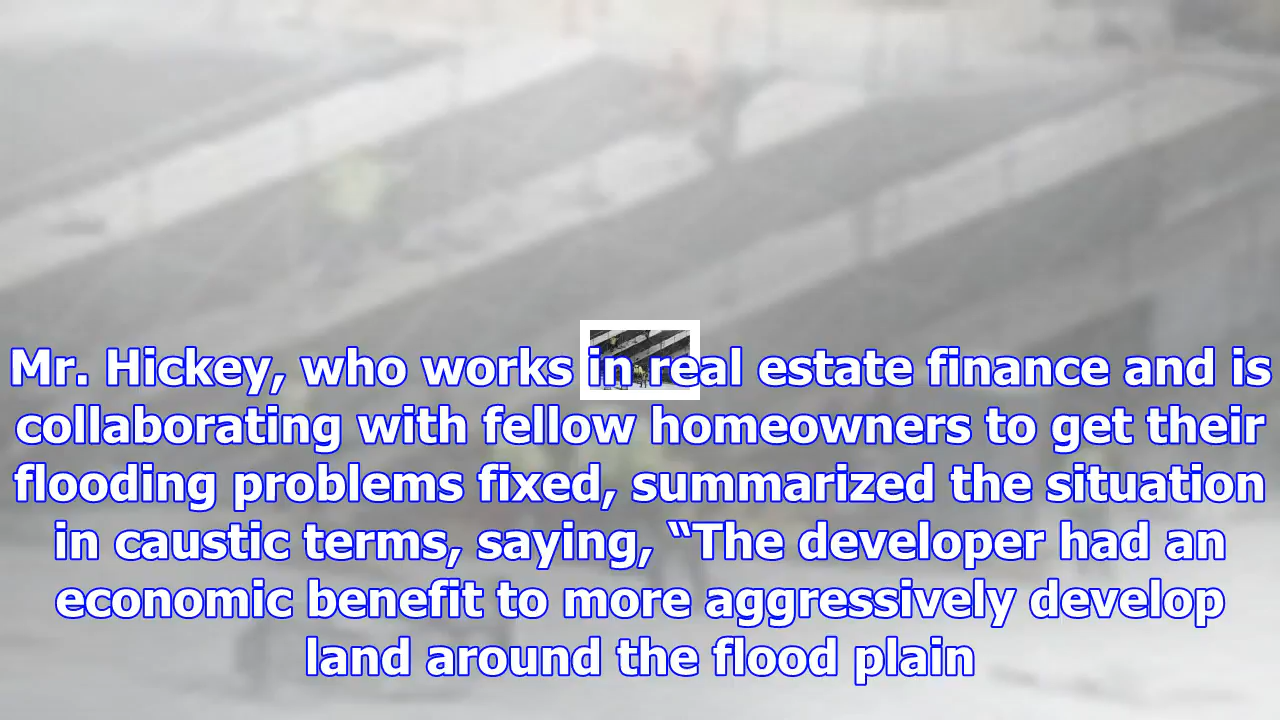 Mr. Hickey, who works in real estate finance and is
collaborating with fellow homeowners to get their
flooding problems fixed, summarized the situation
in caustic terms, saying, “The developer had an
economic benefit to more aggressively develop
land around the flood plain